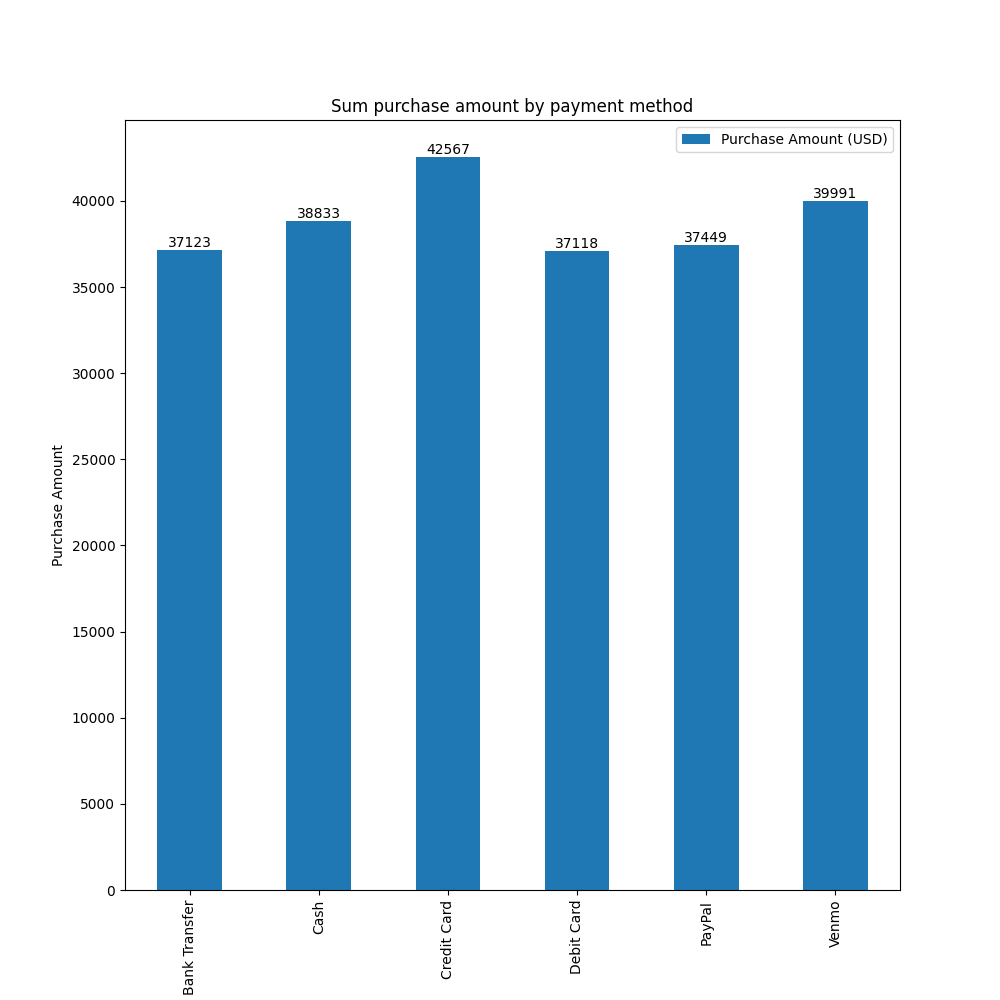 Sum purchase amount by payment method
Purchase Amount (USD)
42567
39991
38833
37449
37123
37118
40000
35000
30000
25000
20000
15000
10000
5000
0
Purchase Amount
Bank Transfer
Cash
Credit Card
Debit Card
PayPal
Venmo